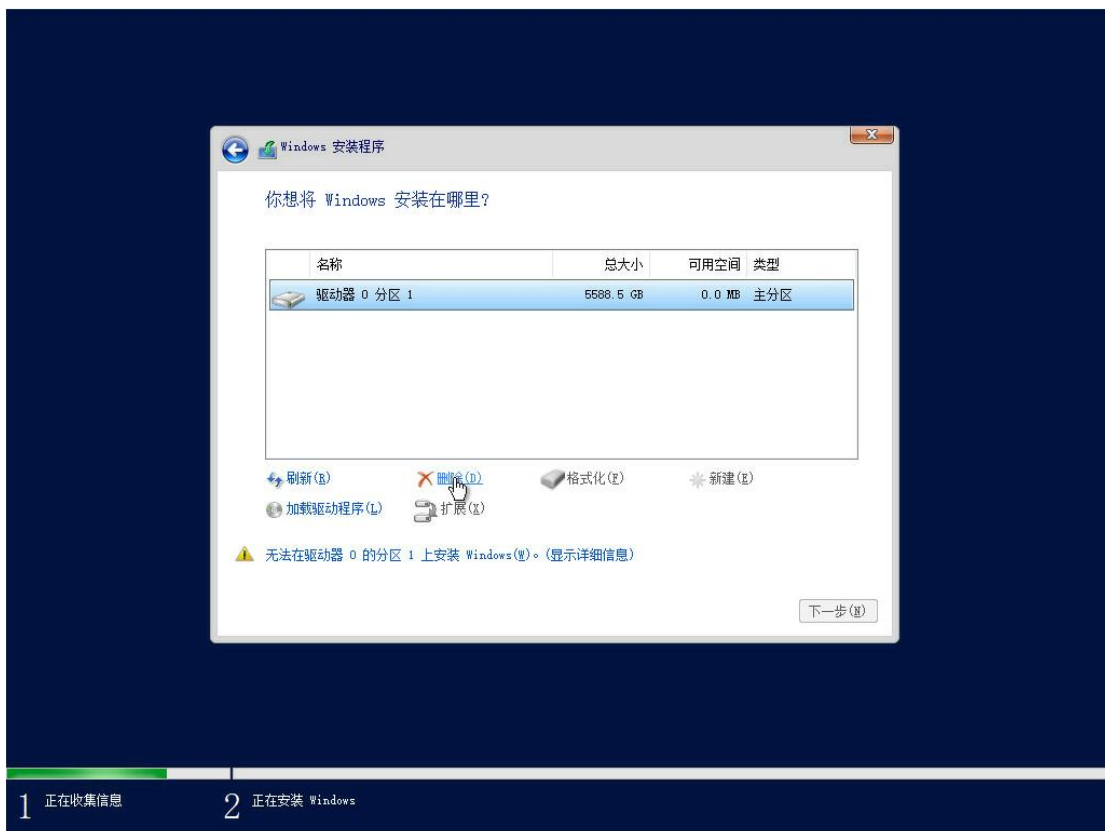 Windows 安装程序
你想将 Windows 安装在哪里?
名称 总大小 可用空间 类型
驱动器 0 分区 1 5588.5 GB 0.0 MB 主分区
刷新(R) 删除(D) 格式化(F) 新建(E)
加载驱动程序(L) 扩展(X)
无法在驱动器 0 的分区 1 上安装 Windows(W)。(显示详细信息)
下一步(N)
1 正在收集信息 2 正在安装 Windows